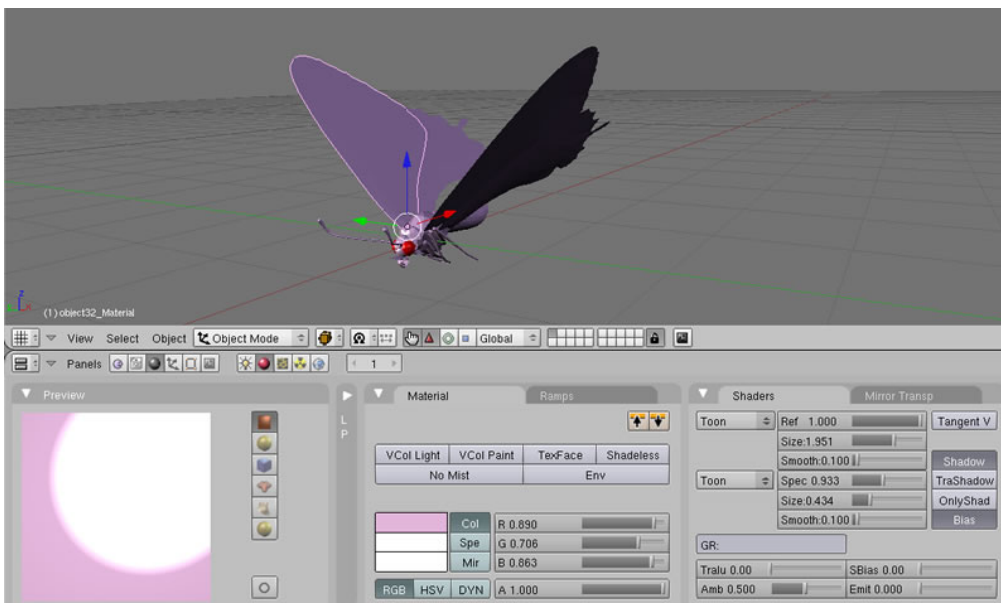 z
x
(1) object32_Material
View Select Object Object Mode Global
Panels 1
Preview
L
P
Material Ramps
VCol Light VCol Paint TexFace Shadeless
No Mist Env
Col R 0.890
Spe G 0.706
Mir B 0.863
RGB HSV DYN A 1.000
Shaders Mirror Transp
Toon Ref 1.000 Tangent V
Size:1.951
Smooth:0.100 Shadow
Toon Spec 0.933 TraShadow
Size:0.434 OnlyShad
Smooth:0.100 Bias
GR:
Tralu 0.00 SBias 0.00
Amb 0.500 Emit 0.000